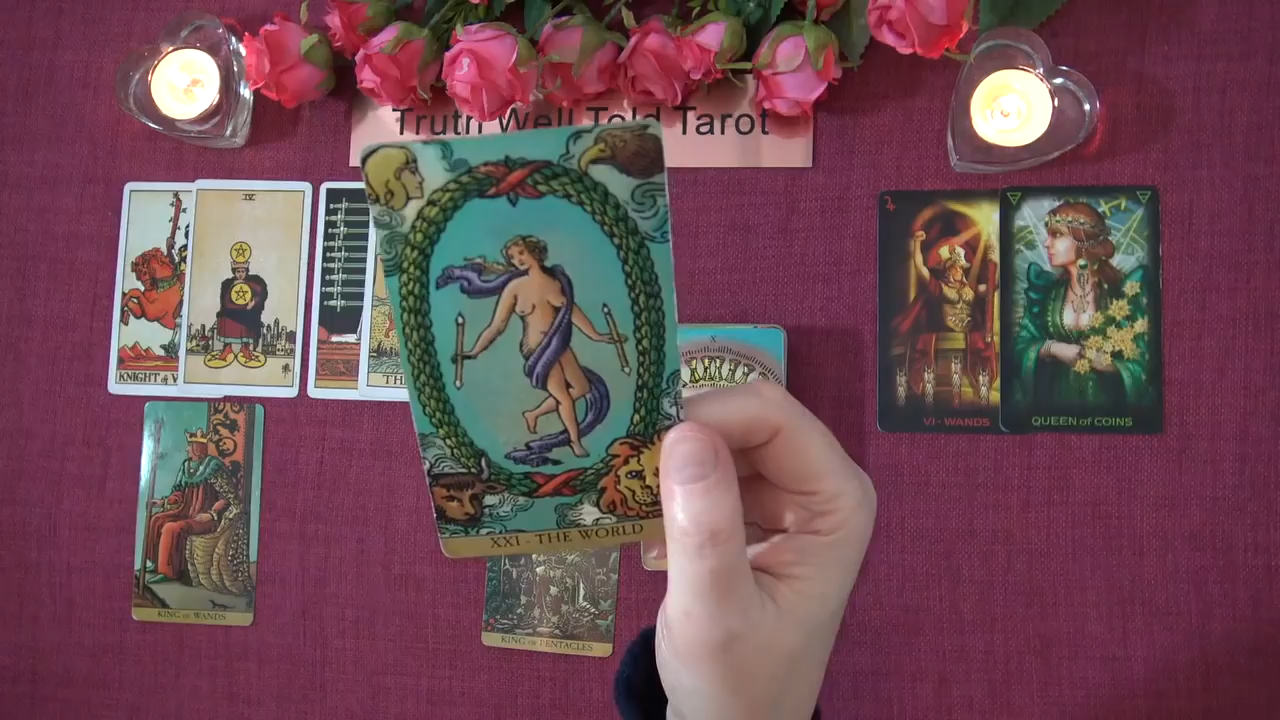 Truth Well Told Tarot
IV
KNIGHT of W
TH
X
VI - WANDS
QUEEN of COINS
XXI - THE WORLD
KING OF WANDS
KING OF PENTACLES